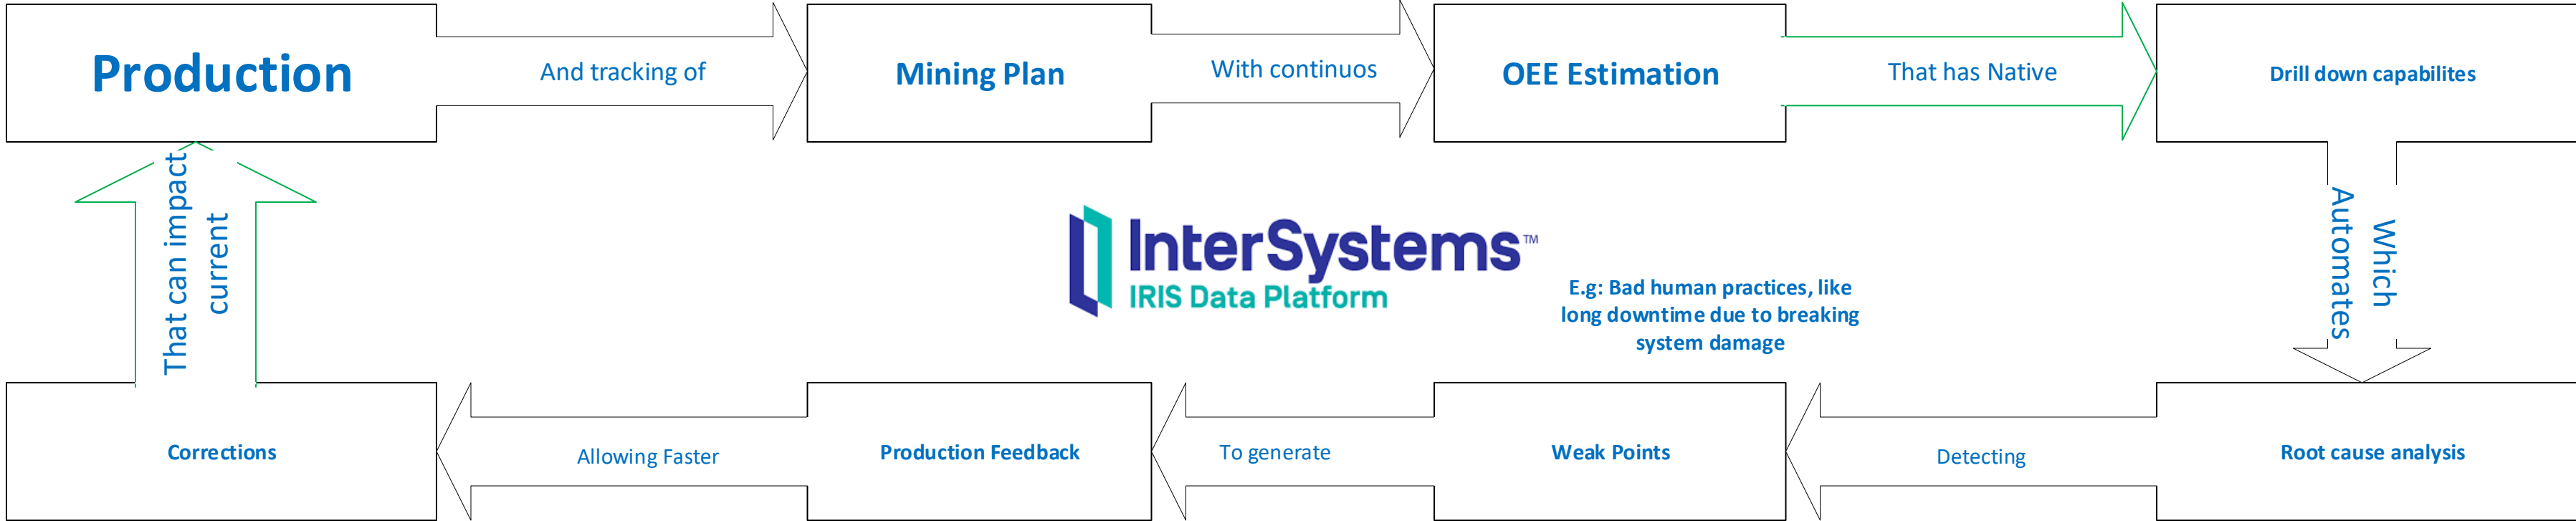 Production
And tracking of
Mining Plan
With continuos
OEE Estimation
That has Native
Drill down capabilites
Which
Automates
Root cause analysis
Detecting
Weak Points
E.g: Bad human practices, like
long downtime due to breaking
system damage
To generate
Production Feedback
Allowing Faster
Corrections
That can impact
current
InterSystems™
IRIS Data Platform